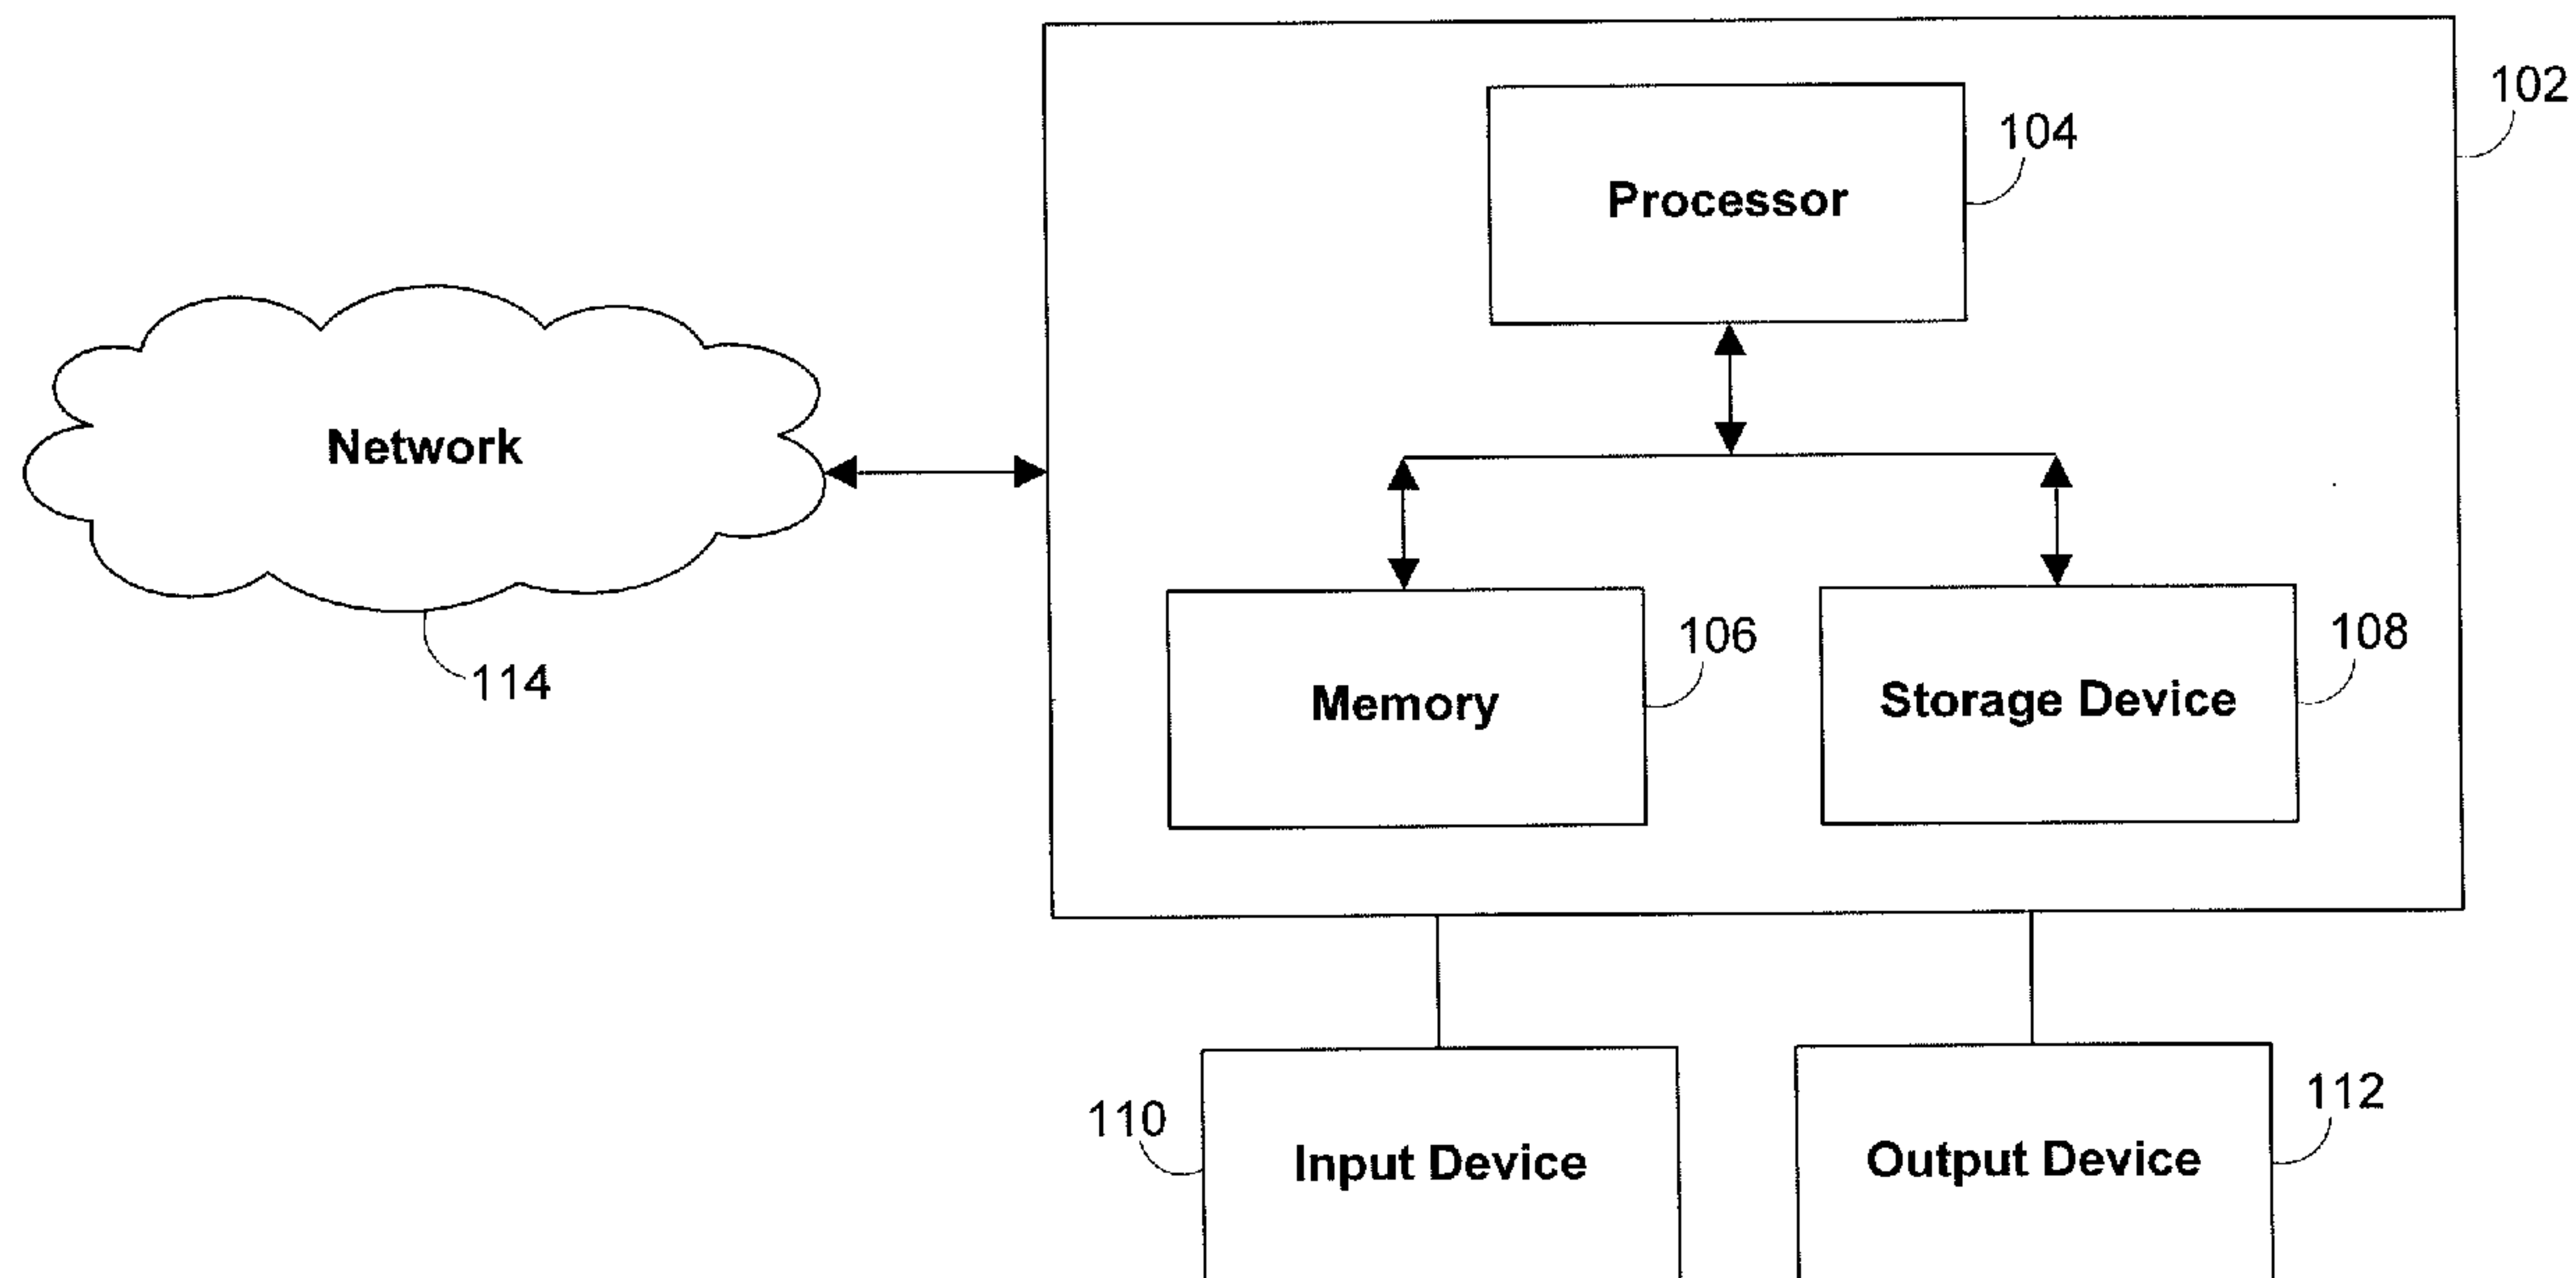 102
104
Processor
Network
114
106
Memory
108
Storage Device
110
Input Device
112
Output Device